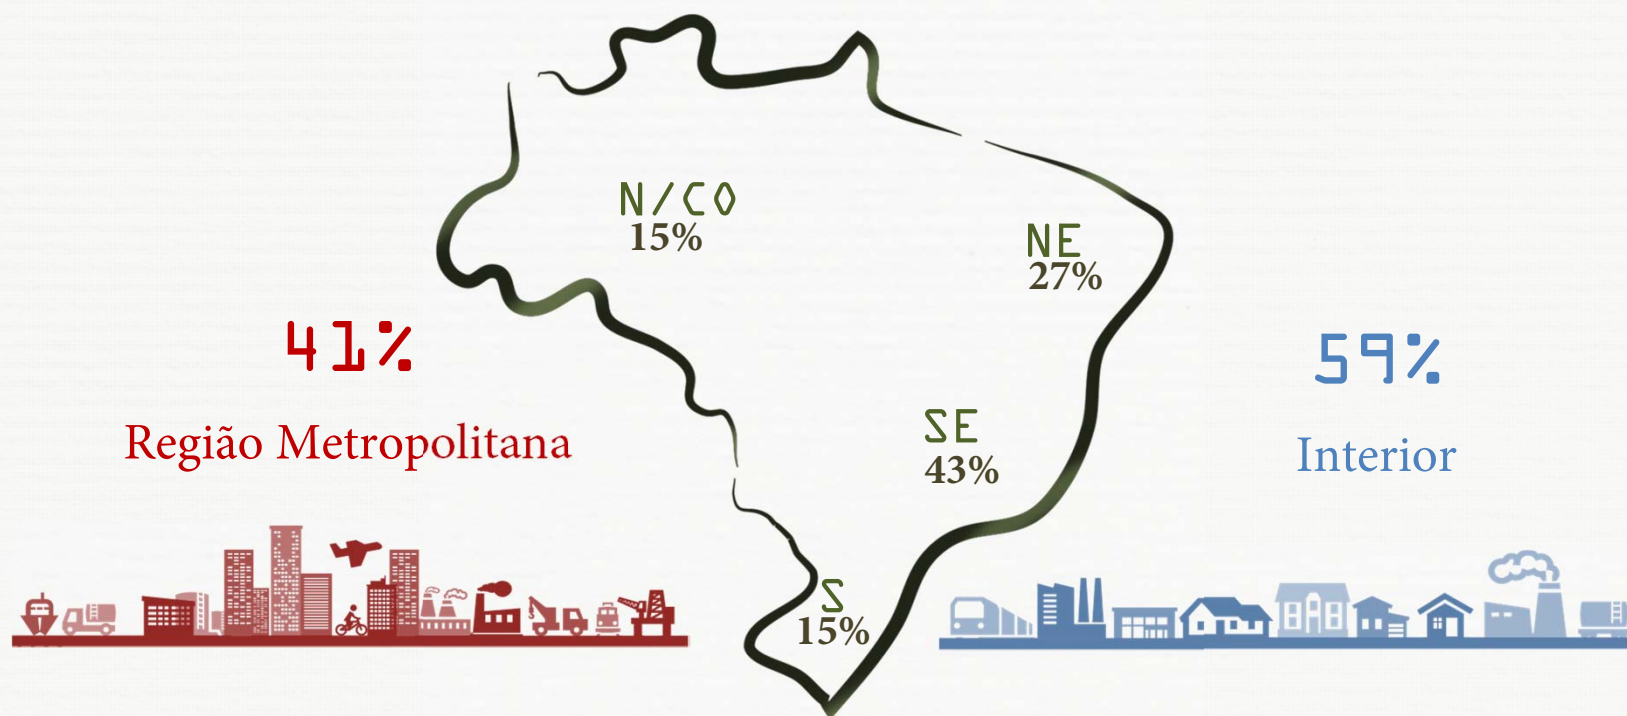 N/CO
15%
NE
27%
41%
Região Metropolitana
59%
Interior
SE
43%
S
15%